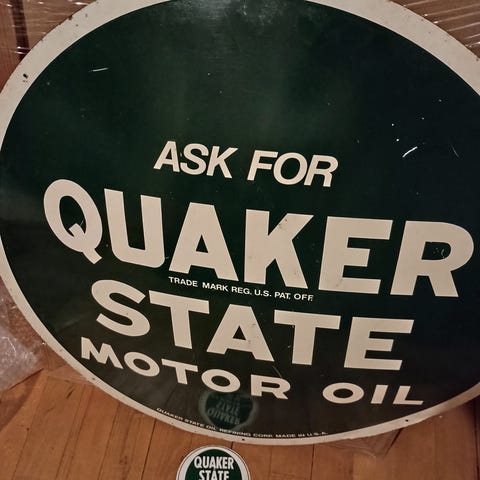 ASK FOR
QUAKER
TRADE MARK REG. U.S. PAT. OFF.
STATE
MOTOR OIL
QUAKER STATE OIL REFINING CORP. MADE IN U.S.A.
QUAKER
STATE